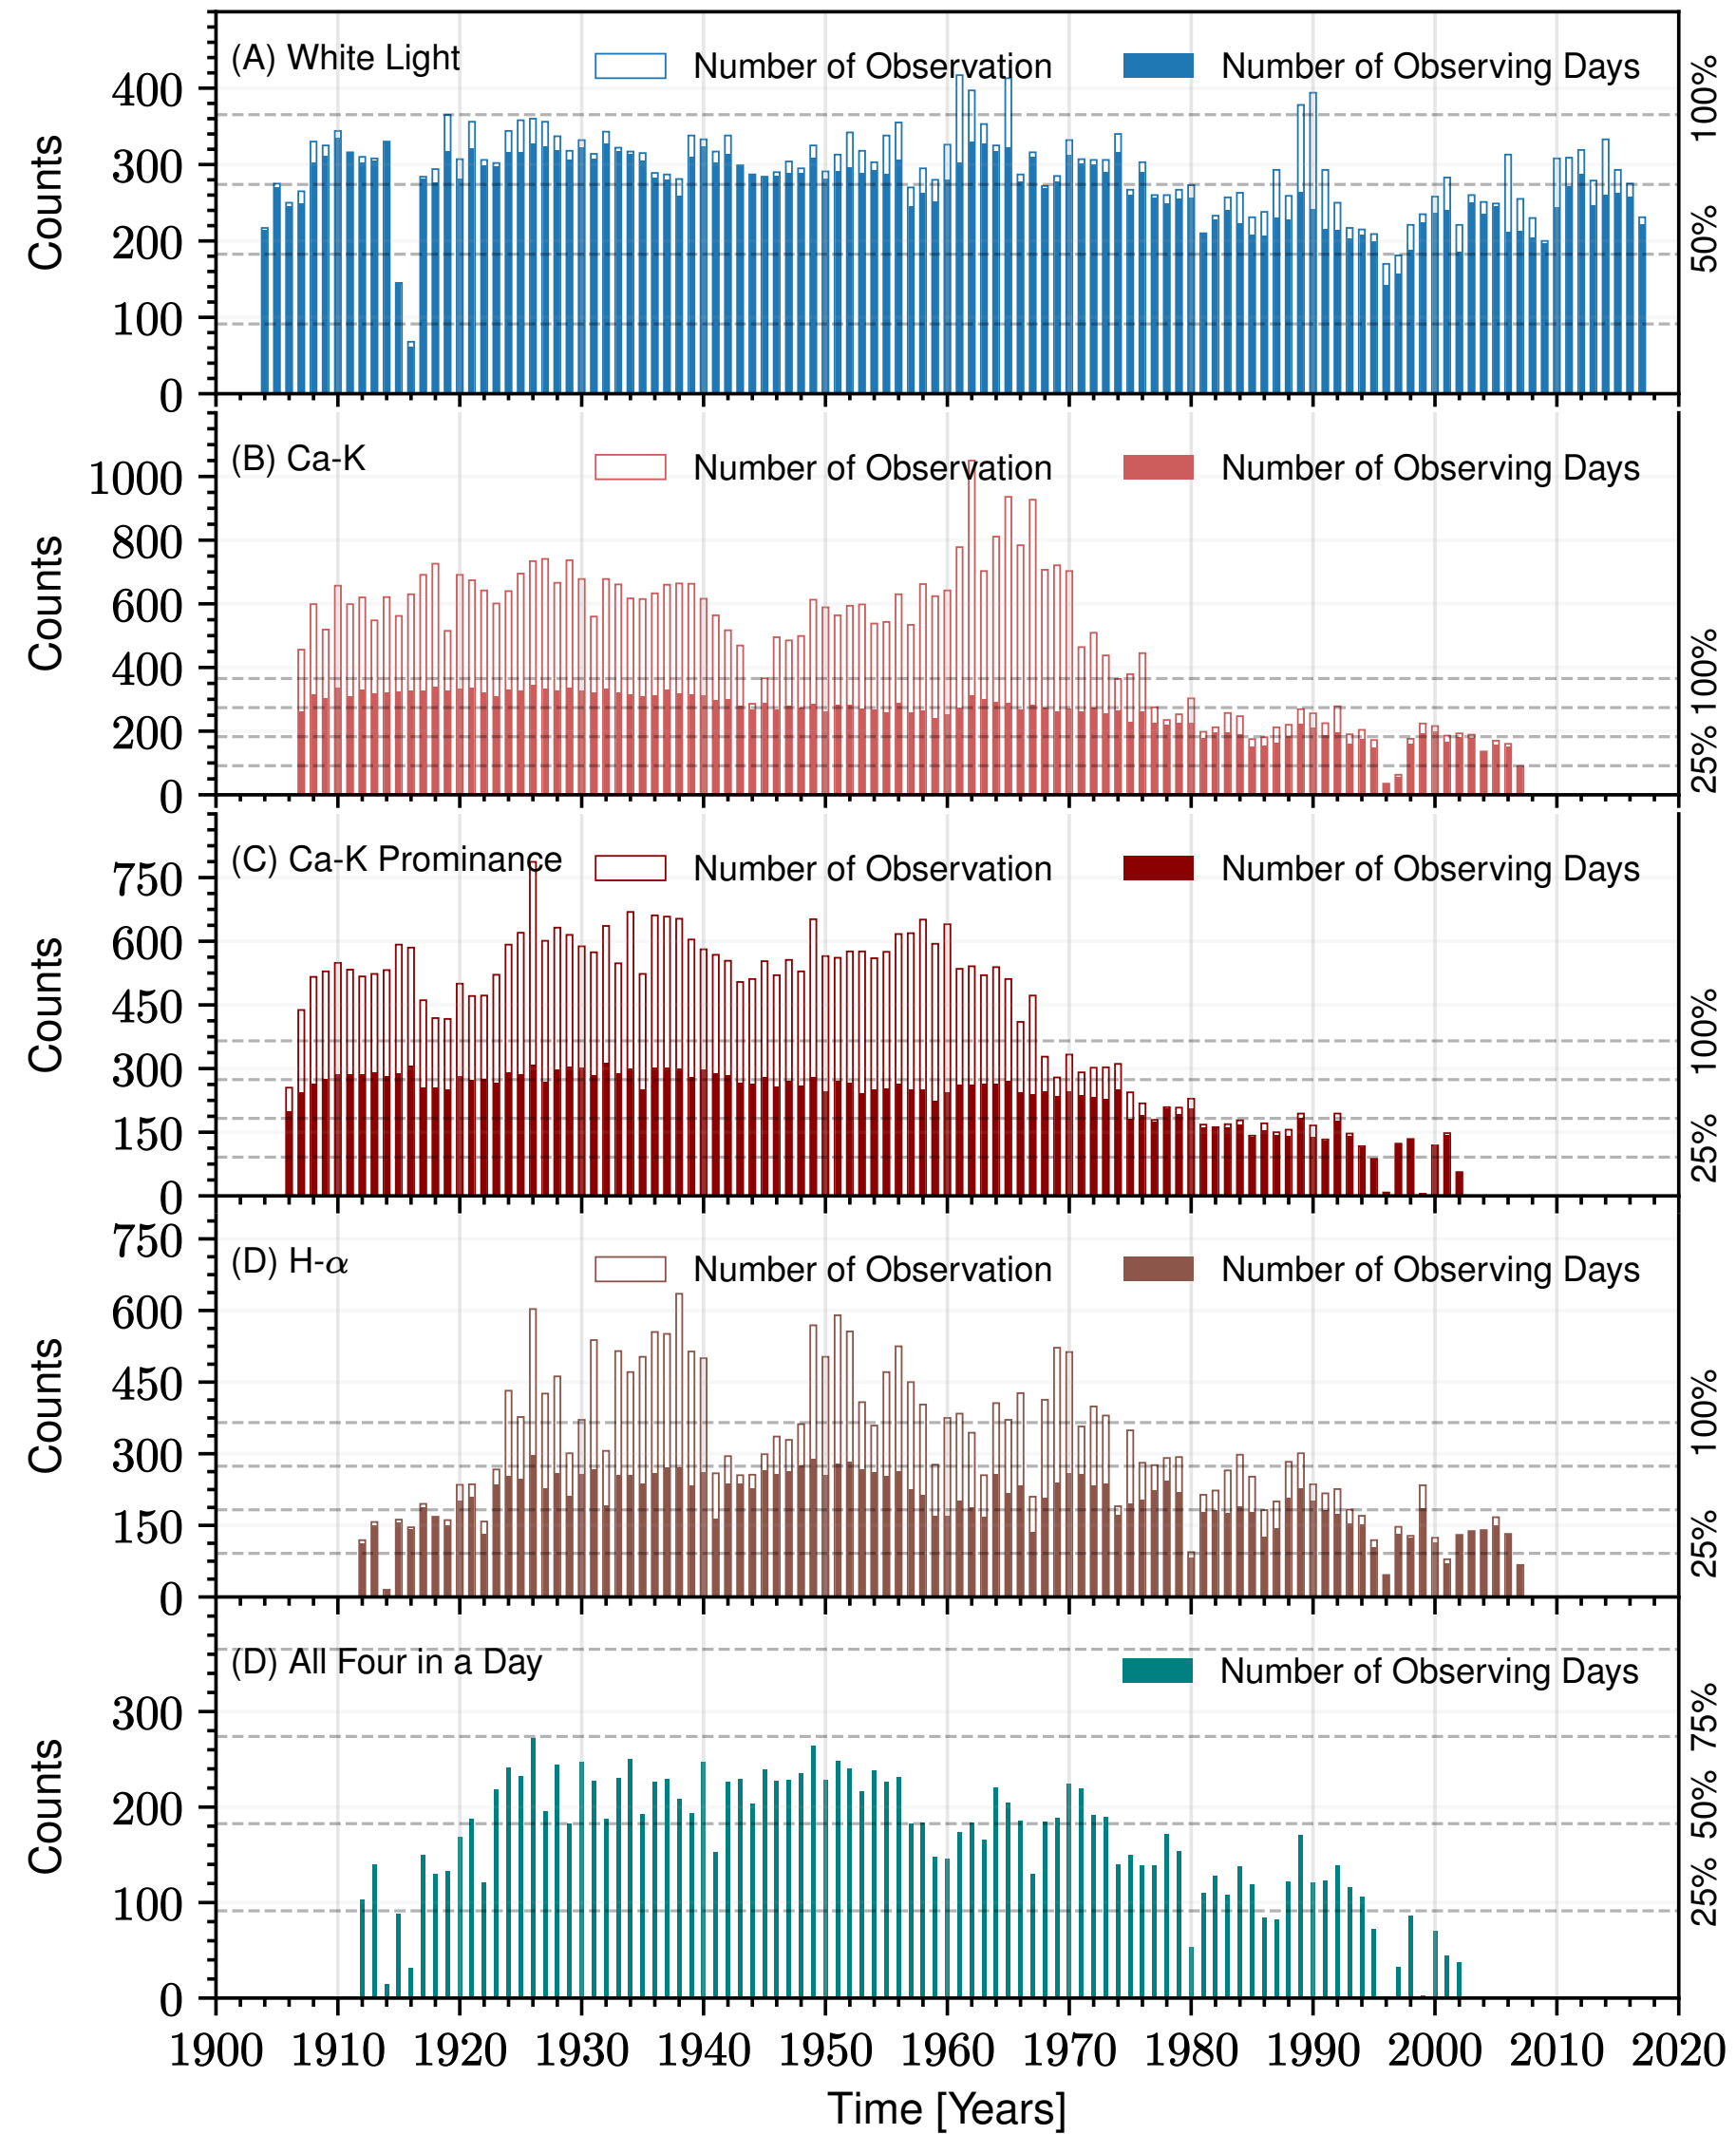 (A) White Light
Number of Observation
Number of Observing Days
Counts
400
300
200
100
0
100%
50%
(B) Ca-K
Number of Observation
Number of Observing Days
Counts
1000
800
600
400
200
0
100%
25%
(C) Ca-K Prominance
Number of Observation
Number of Observing Days
Counts
750
600
450
300
150
0
100%
25%
(D) H-α
Number of Observation
Number of Observing Days
Counts
750
600
450
300
150
0
100%
25%
(D) All Four in a Day
Number of Observing Days
Counts
300
200
100
0
75%
50%
25%
1900 1910 1920 1930 1940 1950 1960 1970 1980 1990 2000 2010 2020
Time [Years]